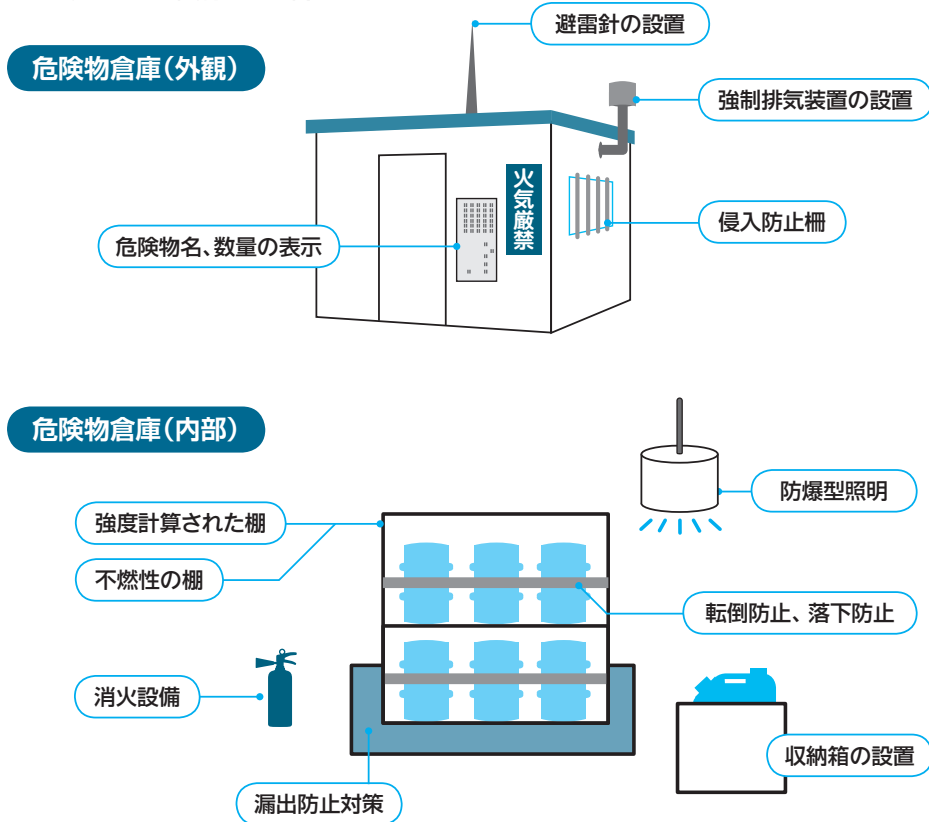 避雷針の設置
危険物倉庫(外観)
強制排気装置の設置
火気厳禁
侵入防止柵
危険物名、数量の表示
危険物倉庫(内部)
防爆型照明
強度計算された棚
不燃性の棚
転倒防止、落下防止
消火設備
収納箱の設置
漏出防止対策